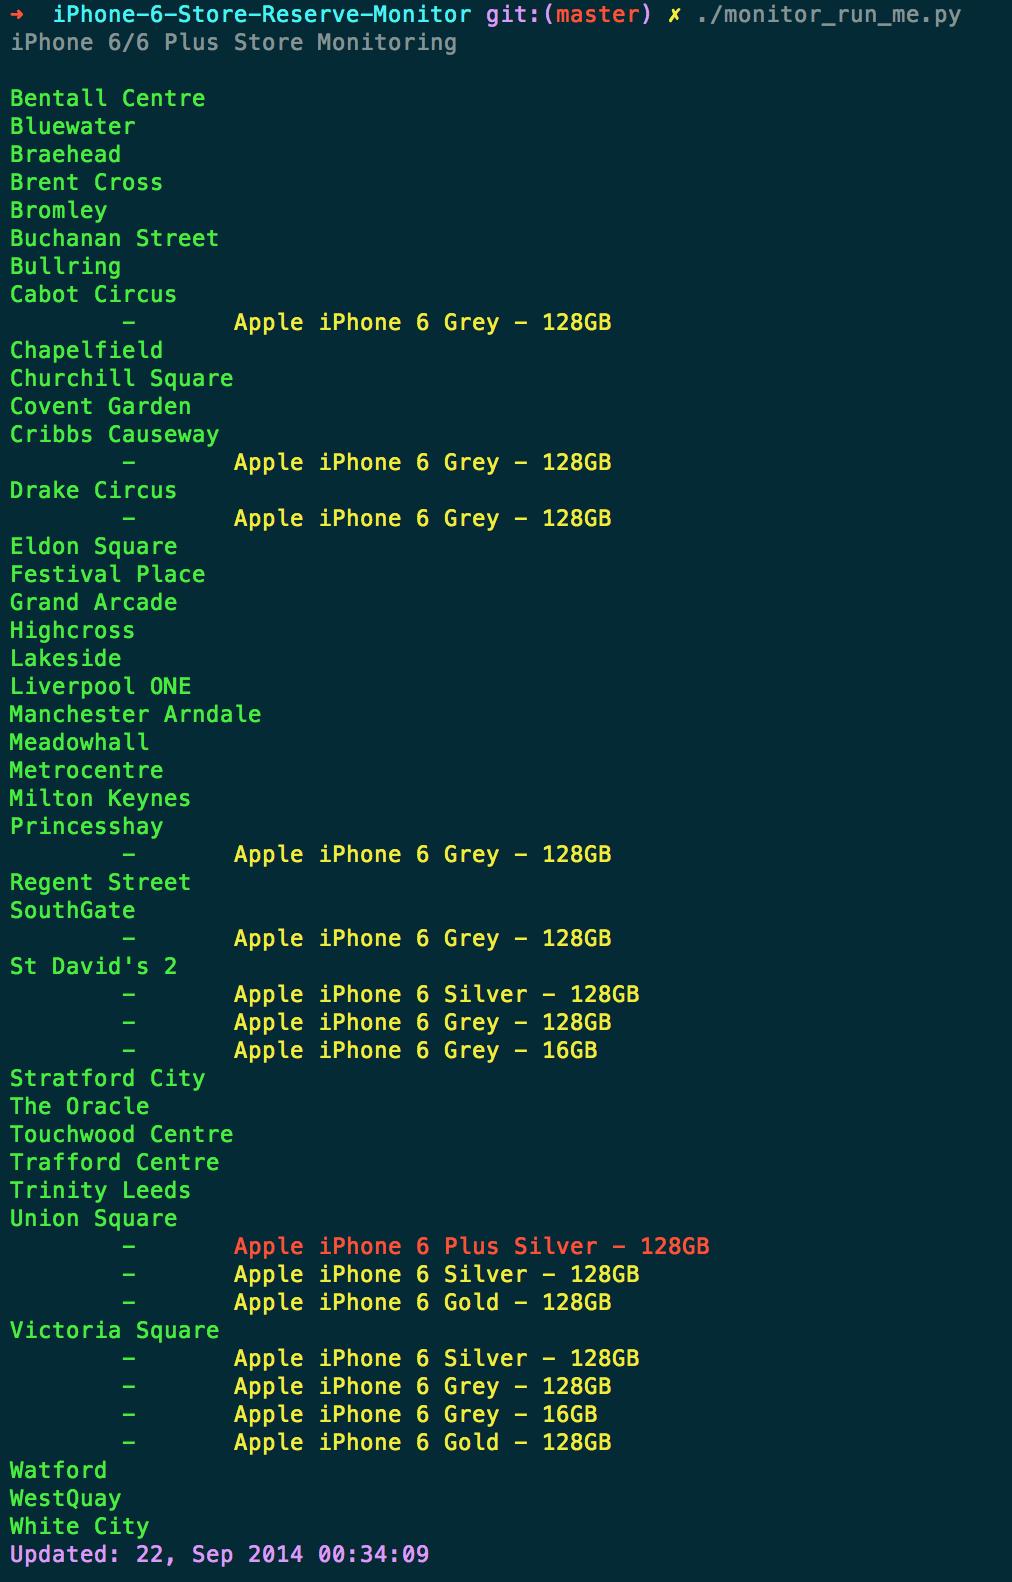 ➜  iPhone-6-Store-Reserve-Monitor git:(master) ✗ ./monitor_run_me.py
iPhone 6/6 Plus Store Monitoring
Bentall Centre
Bluewater
Braehead
Brent Cross
Bromley
Buchanan Street
Bullring
Cabot Circus
- Apple iPhone 6 Grey - 128GB
Chapelfield
Churchill Square
Covent Garden
Cribbs Causeway
- Apple iPhone 6 Grey - 128GB
Drake Circus
- Apple iPhone 6 Grey - 128GB
Eldon Square
Festival Place
Grand Arcade
Highcross
Lakeside
Liverpool ONE
Manchester Arndale
Meadowhall
Metrocentre
Milton Keynes
Princesshay
- Apple iPhone 6 Grey - 128GB
Regent Street
SouthGate
- Apple iPhone 6 Grey - 128GB
St David's 2
- Apple iPhone 6 Silver - 128GB
- Apple iPhone 6 Grey - 128GB
- Apple iPhone 6 Grey - 16GB
Stratford City
The Oracle
Touchwood Centre
Trafford Centre
Trinity Leeds
Union Square
- Apple iPhone 6 Plus Silver - 128GB
- Apple iPhone 6 Silver - 128GB
- Apple iPhone 6 Gold - 128GB
Victoria Square
- Apple iPhone 6 Silver - 128GB
- Apple iPhone 6 Grey - 128GB
- Apple iPhone 6 Grey - 16GB
- Apple iPhone 6 Gold - 128GB
Watford
WestQuay
White City
Updated: 22, Sep 2014 00:34:09